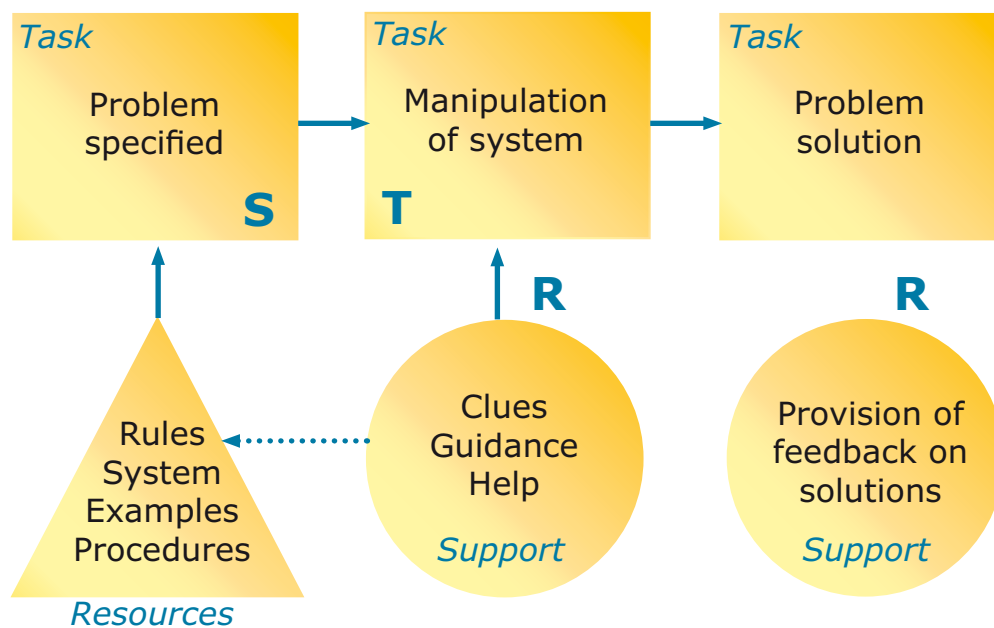 Task
Problem
specified
S
Task
Manipulation
of system
T
Task
Problem
solution
R
R
Rules
System
Examples
Procedures
Resources
Clues
Guidance
Help
Support
Provision of
feedback on
solutions
Support